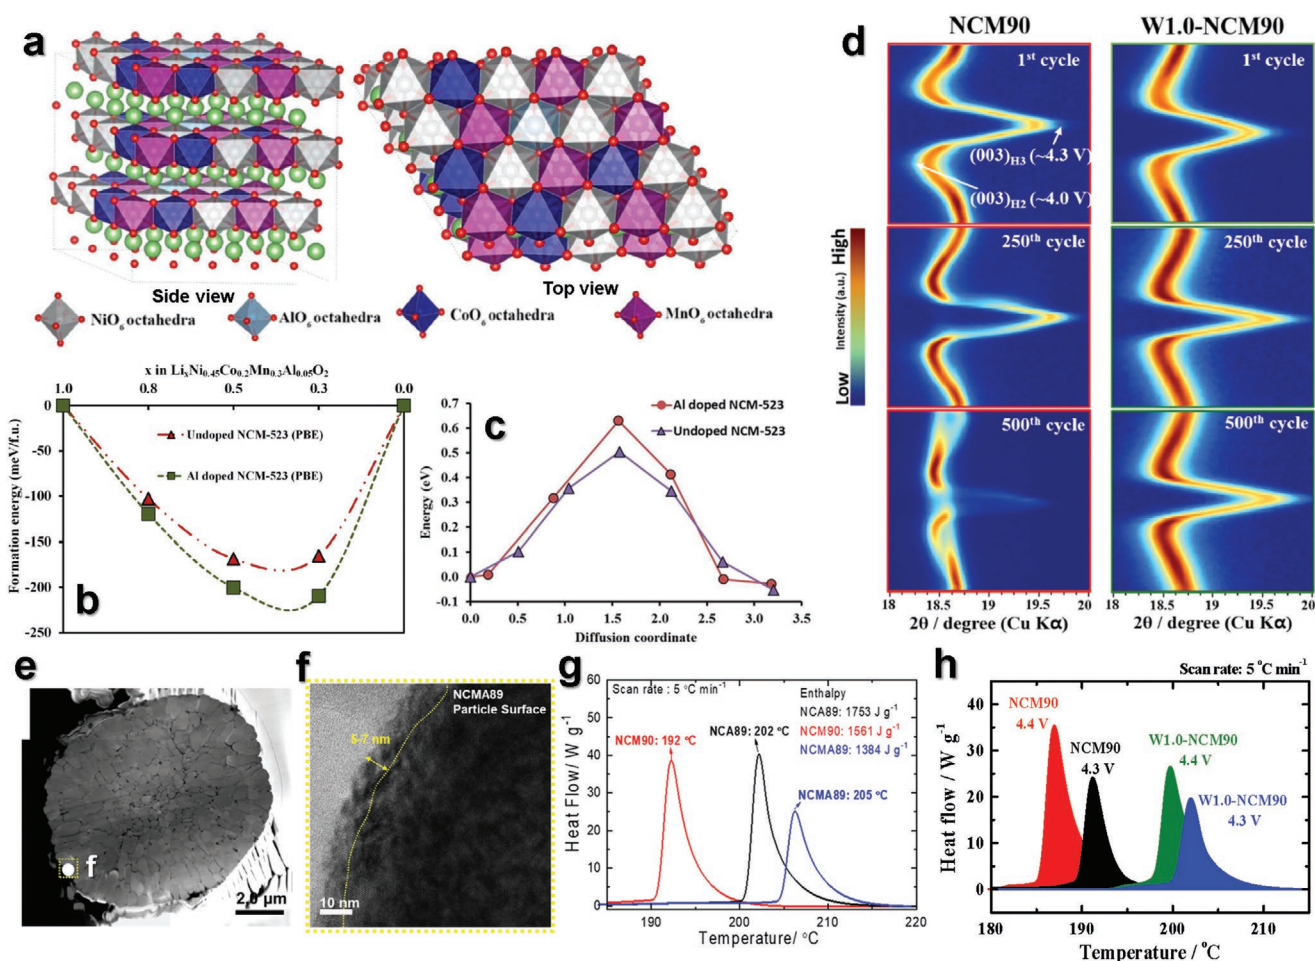 a
Side view
Top view
NiO6 octahedra
AlO6 octahedra
CoO6 octahedra
MnO6 octahedra
x in LixNi0.45Co0.2Mn0.3Al0.05O2
1.0 0.8 0.5 0.3 0.0
Formation energy (meV/f.u.)
0
-50
-100
-150
-200
-250
Undoped NCM-523 (PBE)
Al doped NCM-523 (PBE)
b
c
Energy (eV)
0.7
0.6
0.5
0.4
0.3
0.2
0.1
0.0
-0.1
Al doped NCM-523
Undoped NCM-523
0.0 0.5 1.0 1.5 2.0 2.5 3.0 3.5
Diffusion coordinate
d
NCM90
W1.0-NCM90
1st cycle
1st cycle
(003)H3 (~4.3 V)
(003)H2 (~4.0 V)
250th cycle
250th cycle
500th cycle
500th cycle
High
Intensity (a.u.)
Low
18 18.5 19 19.5 20
18 18.5 19 19.5 20
2θ / degree (Cu Kα)
2θ / degree (Cu Kα)
e
f
2.0 μm
f
NCMA89
Particle Surface
5-7 nm
10 nm
g
Scan rate : 5 °C min-1
Enthalpy
NCA89: 1753 J g-1
NCM90: 1561 J g-1
NCMA89: 1384 J g-1
NCM90: 192 °C
NCA89: 202 °C
NCMA89: 205 °C
Heat Flow/ W g-1
60
50
40
30
20
10
0
190 200 210 220
Temperature/ °C
h
Scan rate: 5 °C min-1
NCM90
4.4 V
NCM90
4.3 V
W1.0-NCM90
4.4 V
W1.0-NCM90
4.3 V
Heat flow / W g-1
40
30
20
10
0
180 190 200 210
Temperature / °C